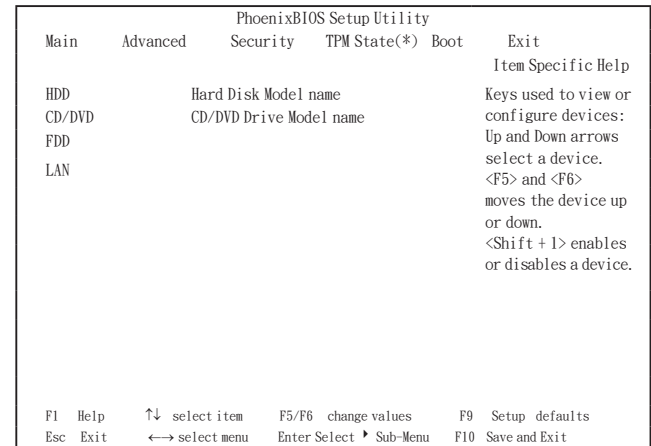 PhoenixBIOS Setup Utility
Main Advanced Security TPM State(*) Boot Exit
Item Specific Help
HDD Hard Disk Model name
CD/DVD CD/DVD Drive Model name
FDD
LAN
Keys used to view or
configure devices:
Up and Down arrows
select a device.
<F5> and <F6>
moves the device up
or down.
<Shift + 1> enables
or disables a device.
F1 Help ↑↓ select item F5/F6 change values F9 Setup defaults
Esc Exit ←→ select menu Enter Select ▸ Sub-Menu F10 Save and Exit